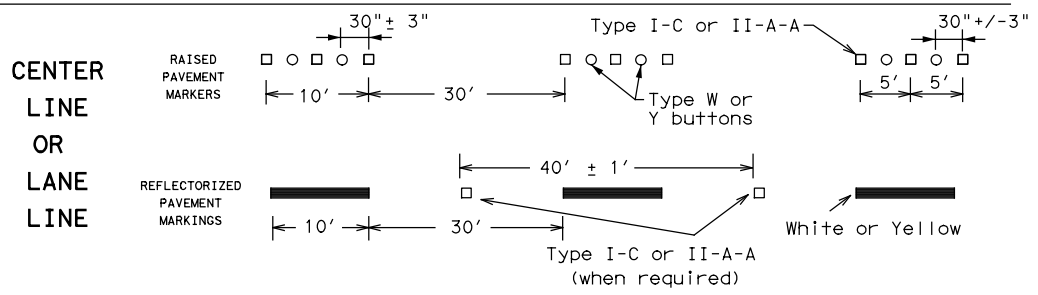 30"± 3"
Type I-C or II-A-A
30"+/-3"
CENTER
LINE
OR
LANE
LINE
RAISED
PAVEMENT
MARKERS
10'
30'
Type W or
Y buttons
5'
5'
40' ± 1'
REFLECTORIZED
PAVEMENT
MARKINGS
10'
30'
Type I-C or II-A-A
(when required)
White or Yellow